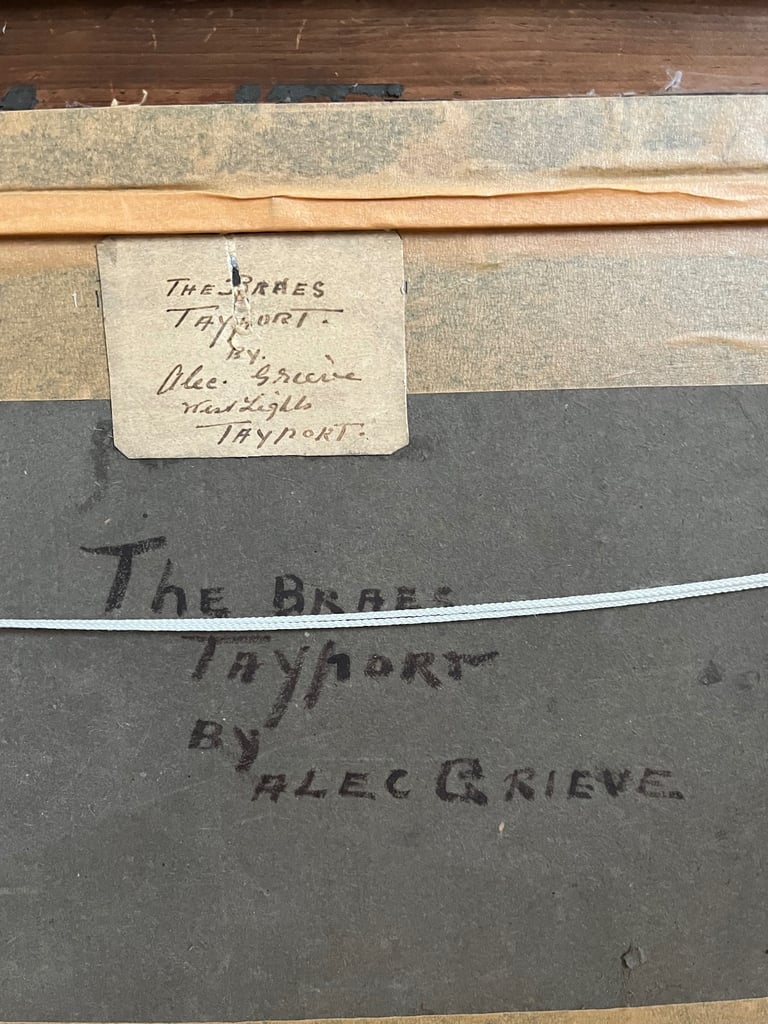 THE BRAES
TAYPORT.
BY.
Alec. Grieve
West Lights
TAYPORT.
The BRAES
TAYPORT
By
ALEC GRIEVE.